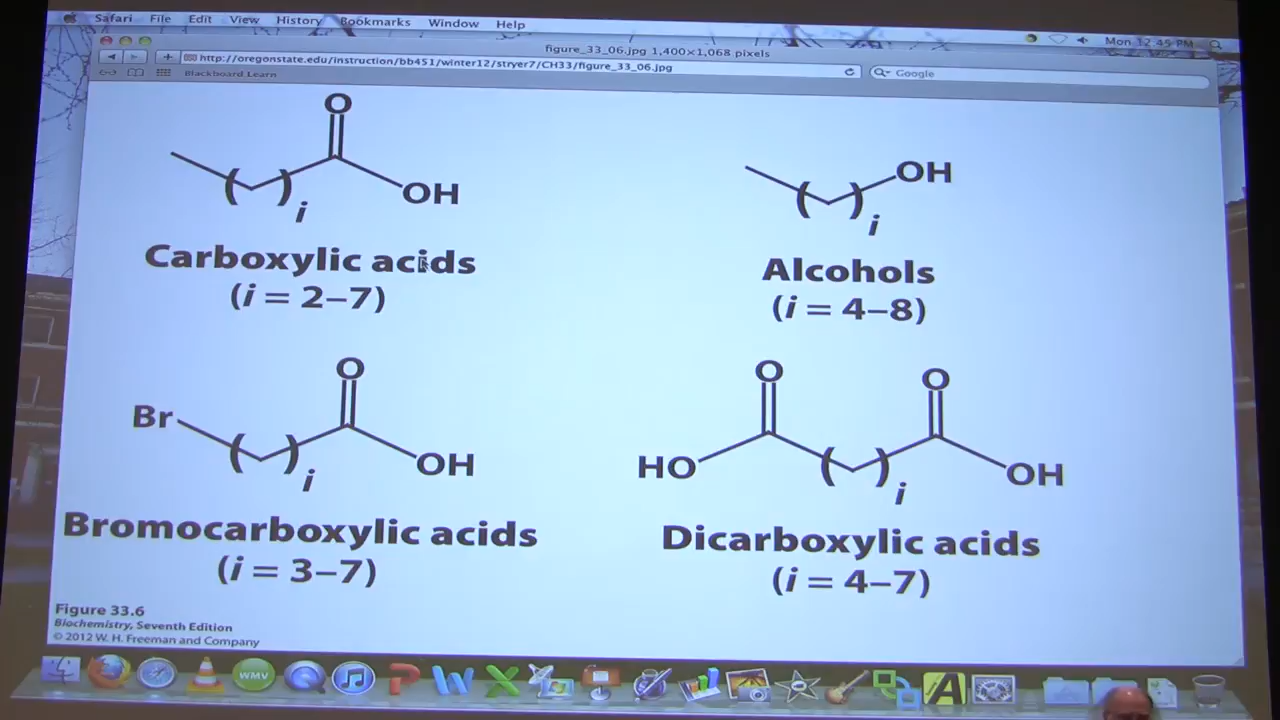 Safari File Edit View History Bookmarks Window Help
Mon 12:45 PM
figure_33_06.jpg 1,400×1,068 pixels
http://oregonstate.edu/instruction/bb451/winter12/stryer7/CH33/figure_33_06.jpg
Google
Blackboard Learn
O
OH
i
Carboxylic acids
(i = 2–7)
OH
i
Alcohols
(i = 4–8)
O
Br
OH
i
Bromocarboxylic acids
(i = 3–7)
O
O
HO
OH
i
Dicarboxylic acids
(i = 4–7)
Figure 33.6
Biochemistry, Seventh Edition
© 2012 W. H. Freeman and Company
WMV